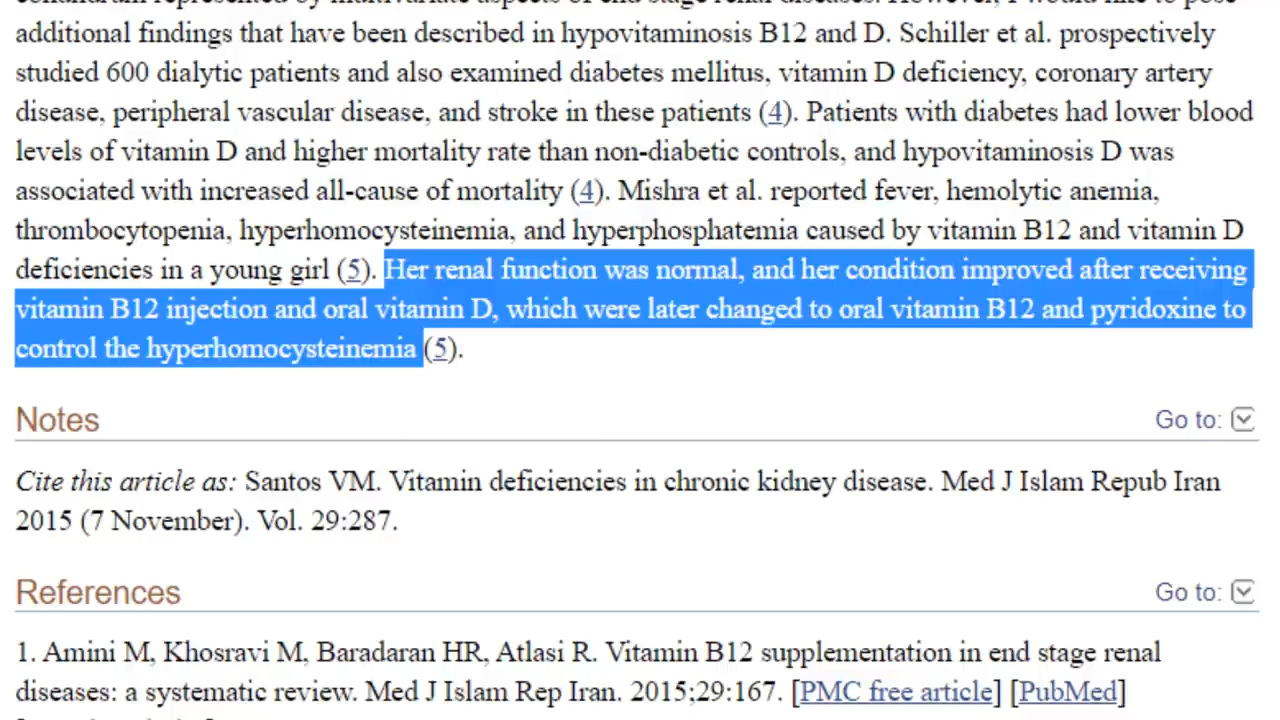 additional findings that have been described in hypovitaminosis B12 and D. Schiller et al. prospectively
studied 600 dialytic patients and also examined diabetes mellitus, vitamin D deficiency, coronary artery
disease, peripheral vascular disease, and stroke in these patients (4). Patients with diabetes had lower blood
levels of vitamin D and higher mortality rate than non-diabetic controls, and hypovitaminosis D was
associated with increased all-cause of mortality (4). Mishra et al. reported fever, hemolytic anemia,
thrombocytopenia, hyperhomocysteinemia, and hyperphosphatemia caused by vitamin B12 and vitamin D
deficiencies in a young girl (5). Her renal function was normal, and her condition improved after receiving
vitamin B12 injection and oral vitamin D, which were later changed to oral vitamin B12 and pyridoxine to
control the hyperhomocysteinemia (5).
Notes Go to:
Cite this article as: Santos VM. Vitamin deficiencies in chronic kidney disease. Med J Islam Repub Iran
2015 (7 November). Vol. 29:287.
References Go to:
1. Amini M, Khosravi M, Baradaran HR, Atlasi R. Vitamin B12 supplementation in end stage renal
diseases: a systematic review. Med J Islam Rep Iran. 2015;29:167. [PMC free article] [PubMed]